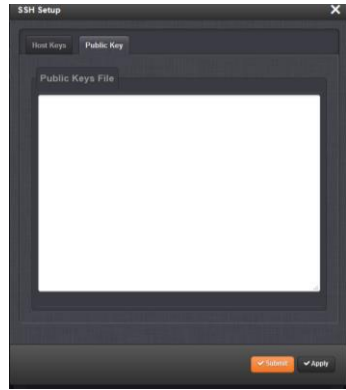 SSH Setup
Host Keys Public Key
Public Keys File
Submit Apply